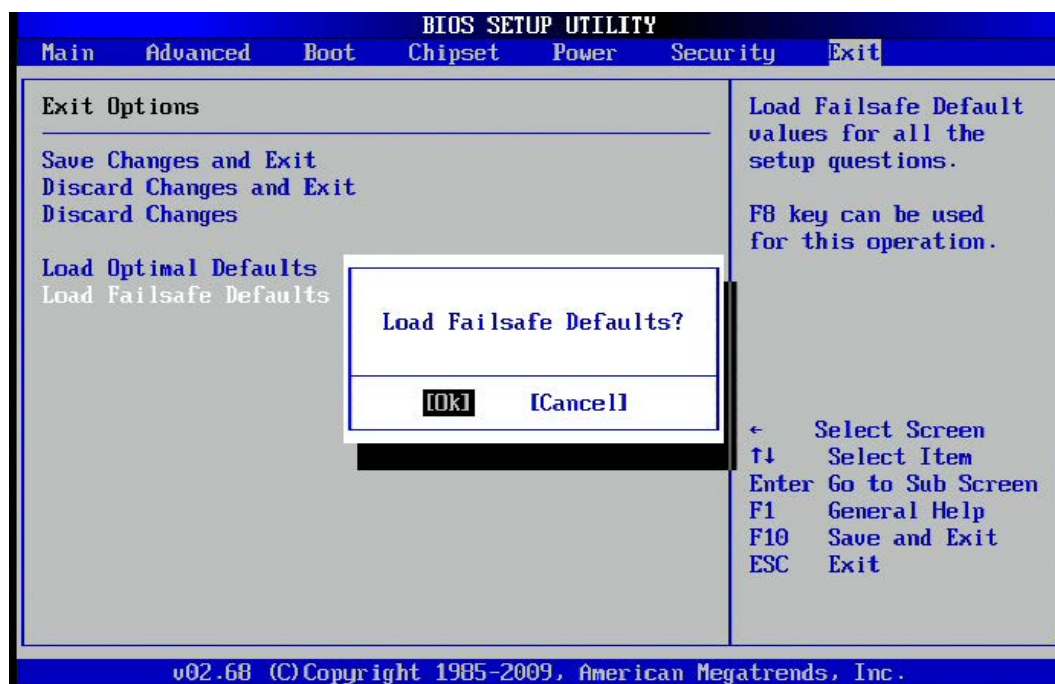 BIOS SETUP UTILITY
Main Advanced Boot Chipset Power Security Exit
Exit Options
Save Changes and Exit
Discard Changes and Exit
Discard Changes
Load Optimal Defaults
Load Failsafe Defaults
Load Failsafe Defaults?
[Ok] [Cancel]
Load Failsafe Default
values for all the
setup questions.
F8 key can be used
for this operation.
← Select Screen
↑↓ Select Item
Enter Go to Sub Screen
F1 General Help
F10 Save and Exit
ESC Exit
v02.68 (C)Copyright 1985-2009, American Megatrends, Inc.